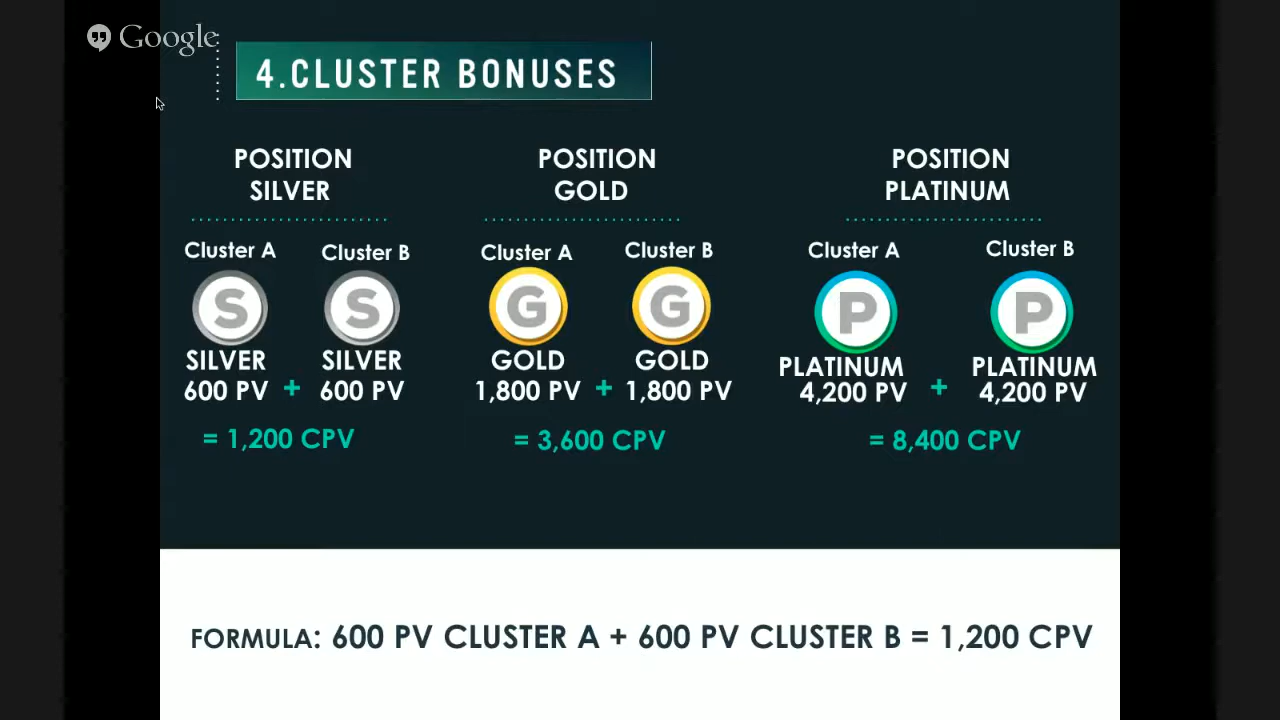 Google
4.CLUSTER BONUSES
POSITION
SILVER
Cluster A
Cluster B
S
S
SILVER
SILVER
600 PV + 600 PV
= 1,200 CPV
POSITION
GOLD
Cluster A
Cluster B
G
G
GOLD
GOLD
1,800 PV + 1,800 PV
= 3,600 CPV
POSITION
PLATINUM
Cluster A
Cluster B
P
P
PLATINUM
PLATINUM
4,200 PV + 4,200 PV
= 8,400 CPV
FORMULA: 600 PV CLUSTER A + 600 PV CLUSTER B = 1,200 CPV